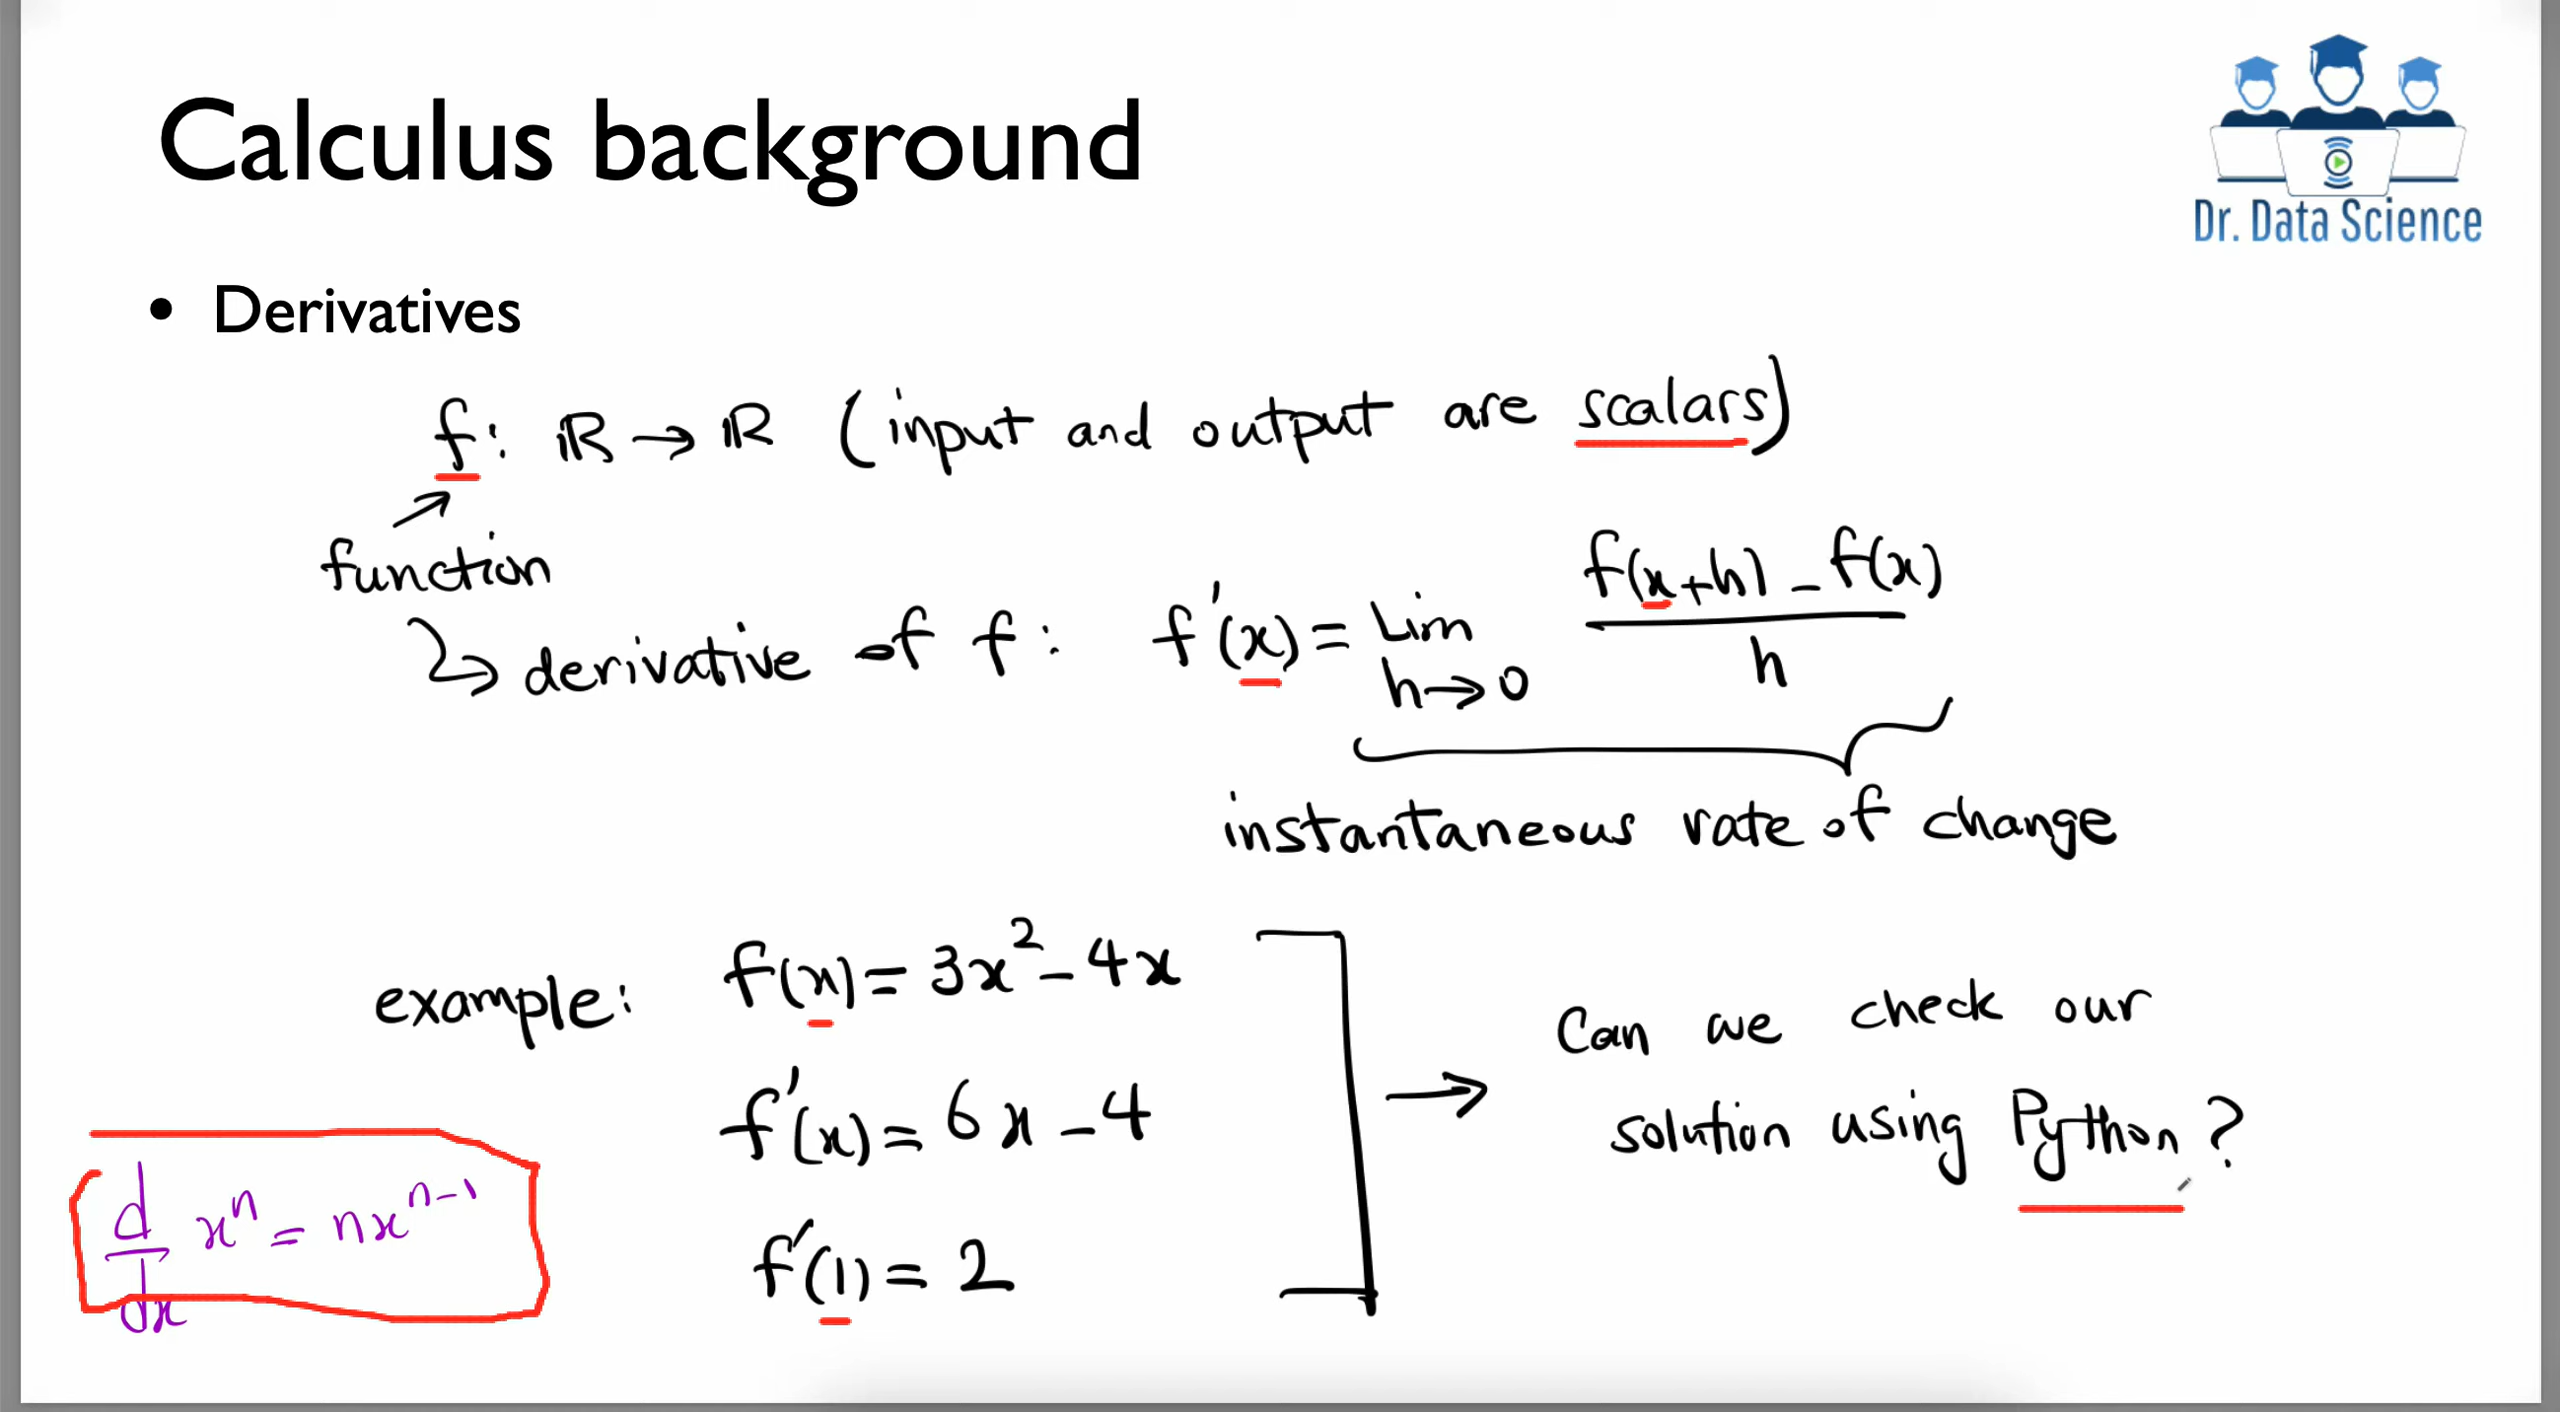 Calculus background
Dr. Data Science
• Derivatives
f: ℝ → ℝ (input and output are scalars)
function
derivative of f: f'(x) = Lim h→0 f(x+h) - f(x) / h
instantaneous rate of change
example: f(x) = 3x² - 4x
f'(x) = 6x - 4
f'(1) = 2
Can we check our
solution using Python?
d/dx xⁿ = nxⁿ⁻¹